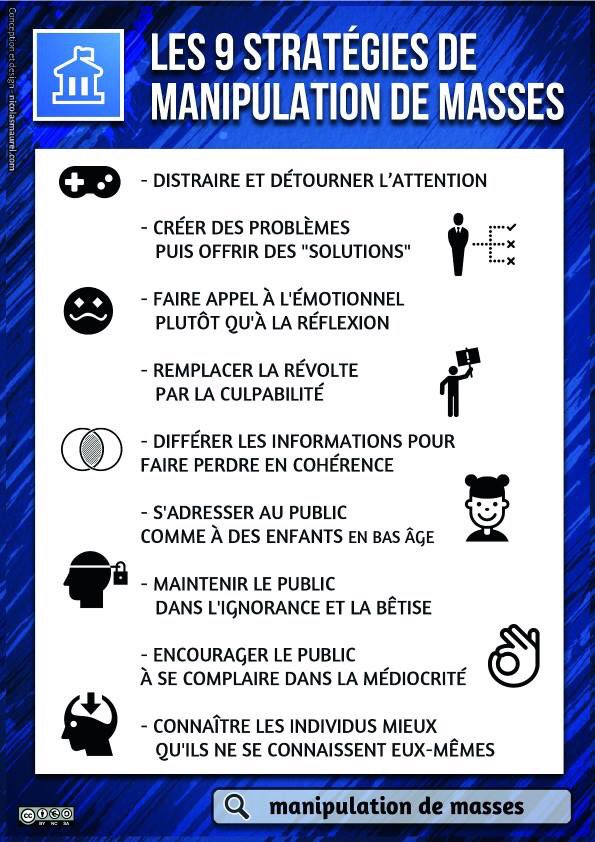 Conception et design - nicolasmaurel.com
LES 9 STRATÉGIES DE
MANIPULATION DE MASSES
- DISTRAIRE ET DÉTOURNER L'ATTENTION
- CRÉER DES PROBLÈMES
PUIS OFFRIR DES "SOLUTIONS"
- FAIRE APPEL À L'ÉMOTIONNEL
PLUTÔT QU'À LA RÉFLEXION
- REMPLACER LA RÉVOLTE
PAR LA CULPABILITÉ
- DIFFÉRER LES INFORMATIONS POUR
FAIRE PERDRE EN COHÉRENCE
- S'ADRESSER AU PUBLIC
COMME À DES ENFANTS EN BAS ÂGE
- MAINTENIR LE PUBLIC
DANS L'IGNORANCE ET LA BÊTISE
- ENCOURAGER LE PUBLIC
À SE COMPLAIRE DANS LA MÉDIOCRITÉ
- CONNAÎTRE LES INDIVIDUS MIEUX
QU'ILS NE SE CONNAISSENT EUX-MÊMES
manipulation de masses
cc
BY NC SA